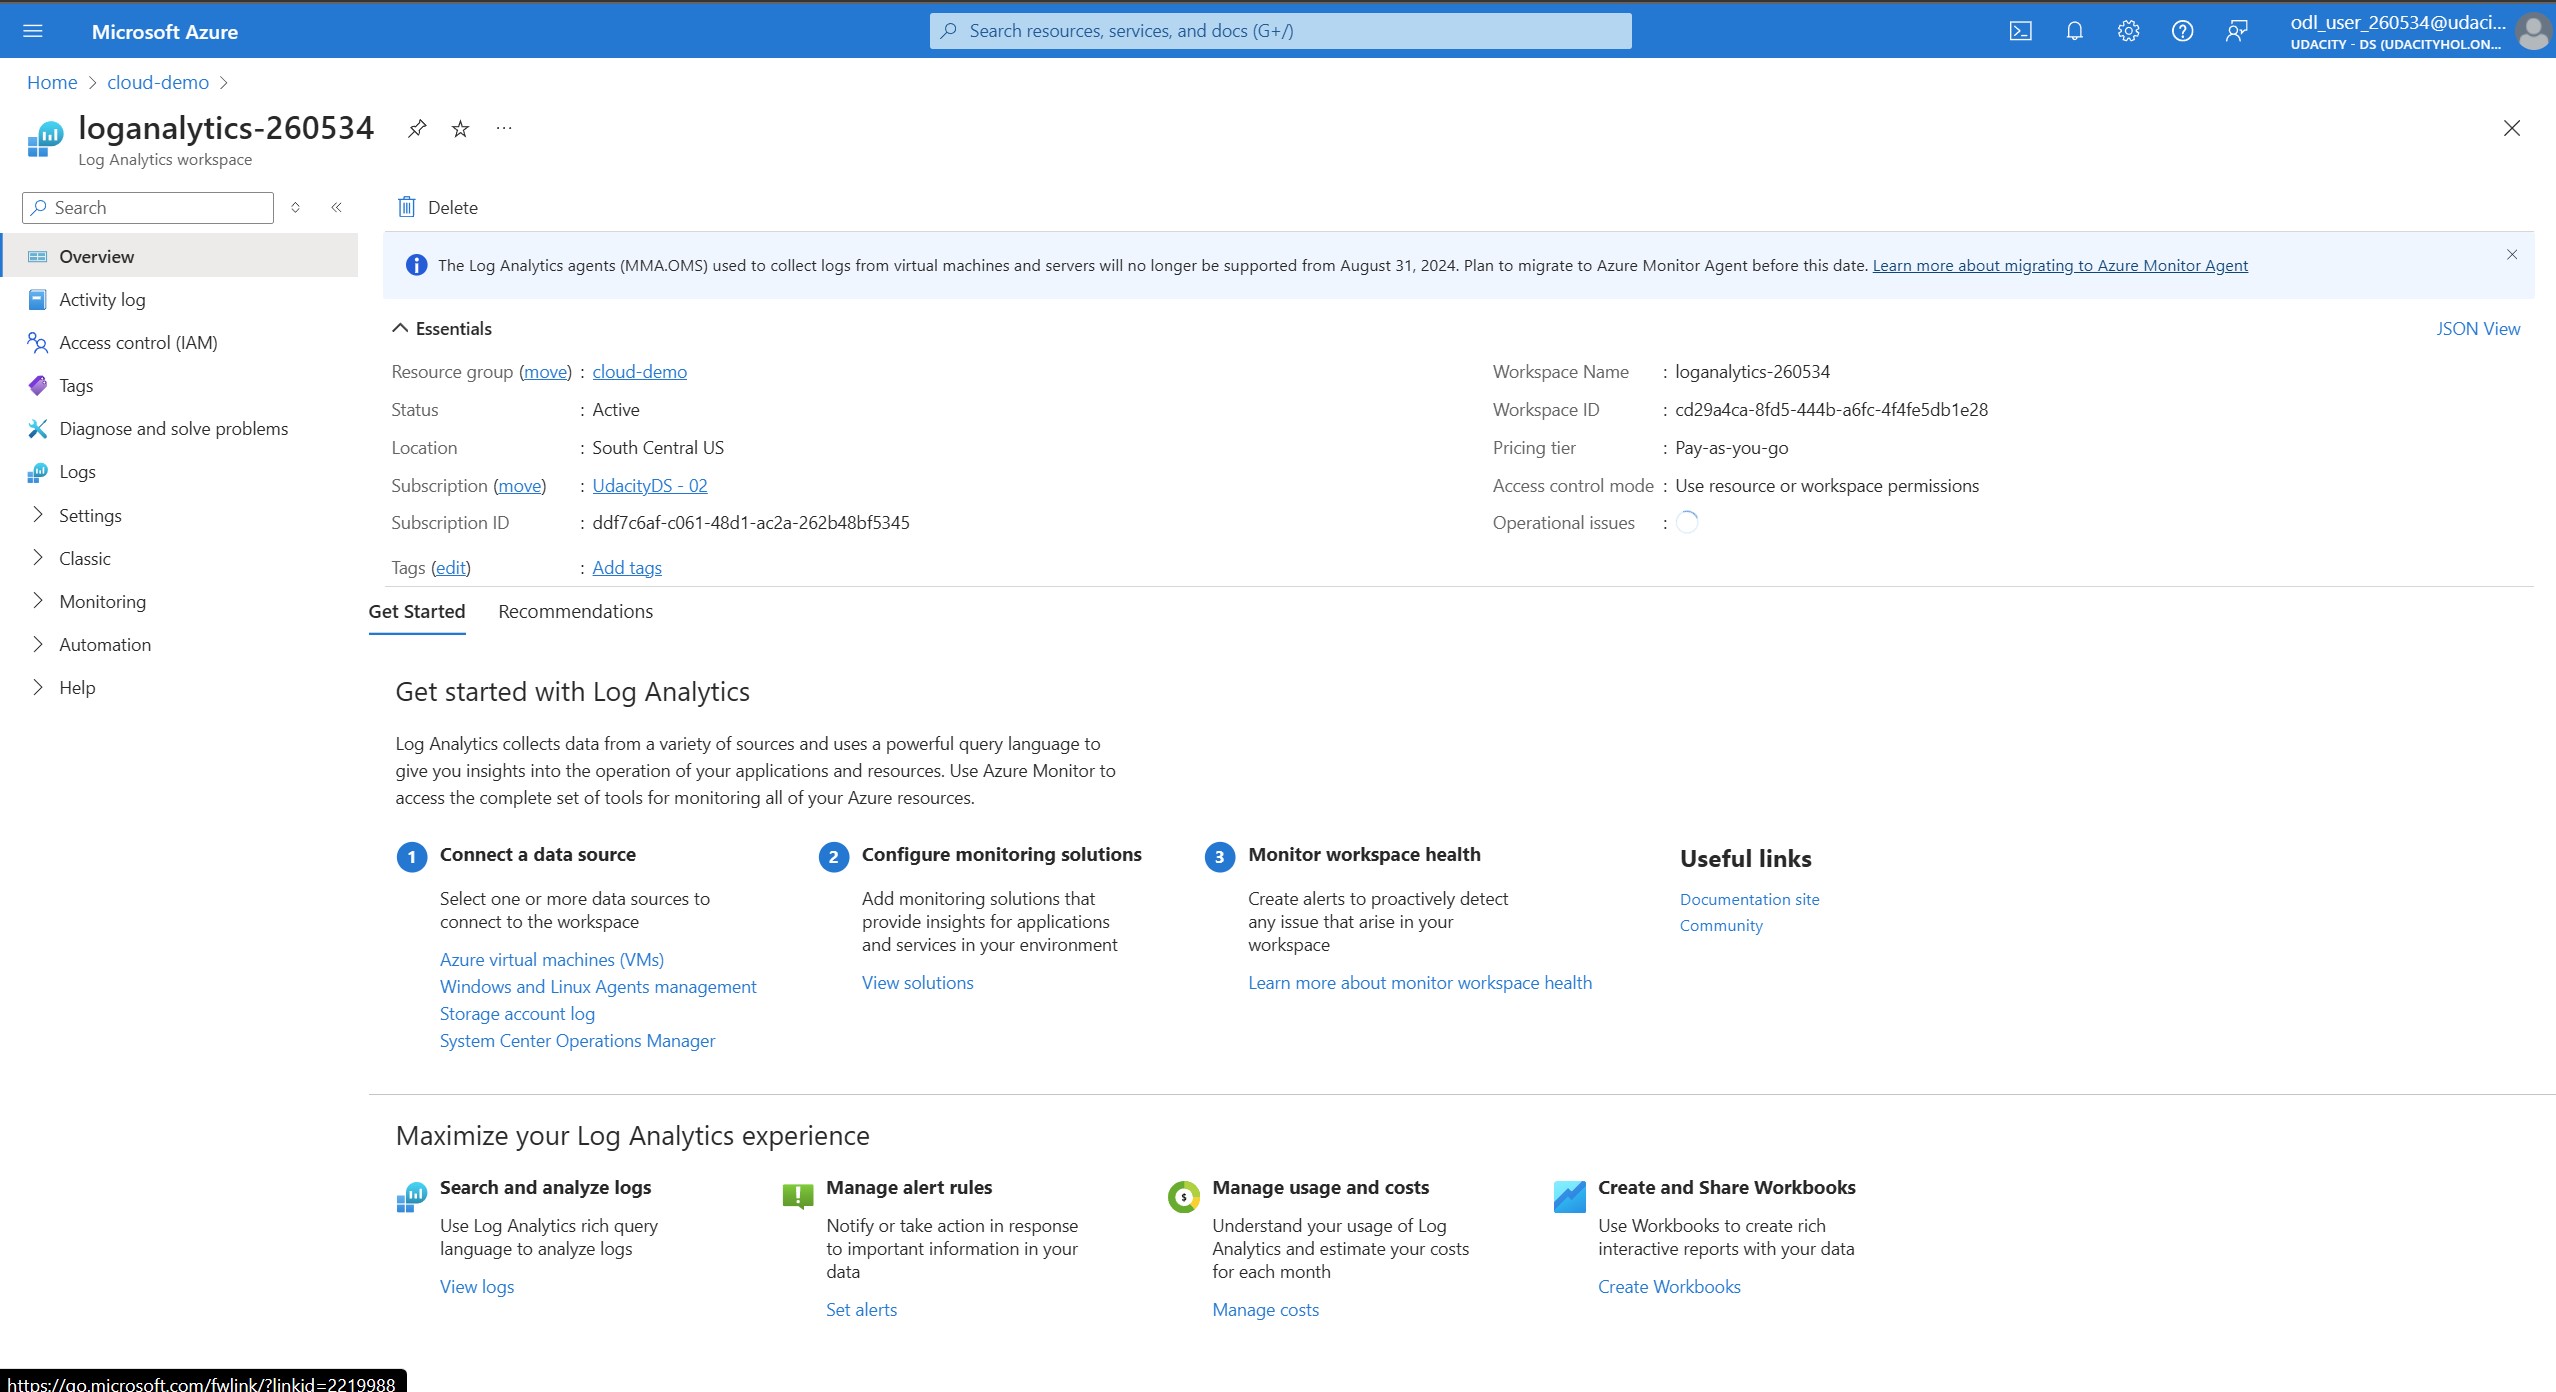 Microsoft Azure
Search resources, services, and docs (G+/)
odl_user_260534@udaci...
UDACITY - DS (UDACITYHOL.ON...
Home > cloud-demo >
loganalytics-260534
Log Analytics workspace
Search
Overview
Activity log
Access control (IAM)
Tags
Diagnose and solve problems
Logs
Settings
Classic
Monitoring
Automation
Help
Delete
The Log Analytics agents (MMA.OMS) used to collect logs from virtual machines and servers will no longer be supported from August 31, 2024. Plan to migrate to Azure Monitor Agent before this date. Learn more about migrating to Azure Monitor Agent
Essentials
JSON View
Resource group (move) : cloud-demo
Status : Active
Location : South Central US
Subscription (move) : UdacityDS - 02
Subscription ID : ddf7c6af-c061-48d1-ac2a-262b48bf5345
Tags (edit) : Add tags
Workspace Name : loganalytics-260534
Workspace ID : cd29a4ca-8fd5-444b-a6fc-4f4fe5db1e28
Pricing tier : Pay-as-you-go
Access control mode : Use resource or workspace permissions
Operational issues :
Get Started
Recommendations
Get started with Log Analytics
Log Analytics collects data from a variety of sources and uses a powerful query language to
give you insights into the operation of your applications and resources. Use Azure Monitor to
access the complete set of tools for monitoring all of your Azure resources.
1 Connect a data source
Select one or more data sources to
connect to the workspace
Azure virtual machines (VMs)
Windows and Linux Agents management
Storage account log
System Center Operations Manager
2 Configure monitoring solutions
Add monitoring solutions that
provide insights for applications
and services in your environment
View solutions
3 Monitor workspace health
Create alerts to proactively detect
any issue that arise in your
workspace
Learn more about monitor workspace health
Useful links
Documentation site
Community
Maximize your Log Analytics experience
Search and analyze logs
Use Log Analytics rich query
language to analyze logs
View logs
Manage alert rules
Notify or take action in response
to important information in your
data
Set alerts
Manage usage and costs
Understand your usage of Log
Analytics and estimate your costs
for each month
Manage costs
Create and Share Workbooks
Use Workbooks to create rich
interactive reports with your data
Create Workbooks
https://go.microsoft.com/fwlink/?linkid=2219988